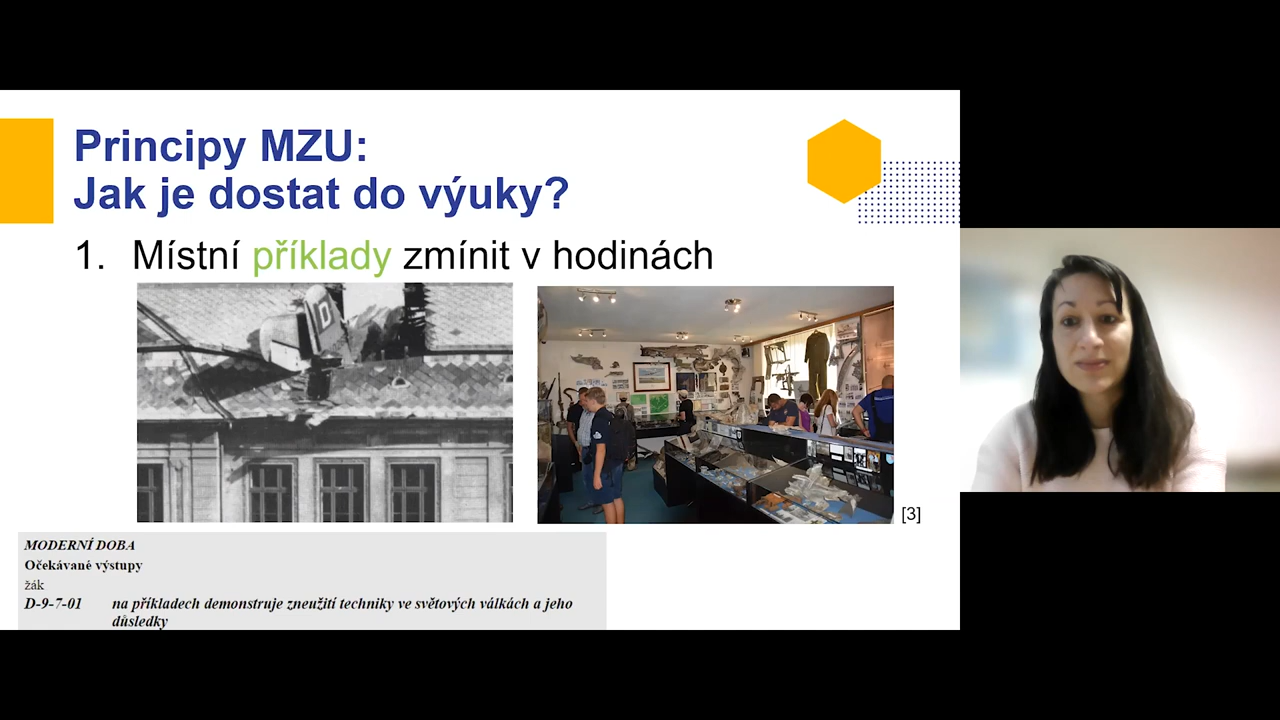 Principy MZU:
Jak je dostat do výuky?
1. Místní příklady zmínit v hodinách
D
[3]
MODERNÍ DOBA
Očekávané výstupy
žák
D-9-7-01 na příkladech demonstruje zneužití techniky ve světových válkách a jeho
důsledky